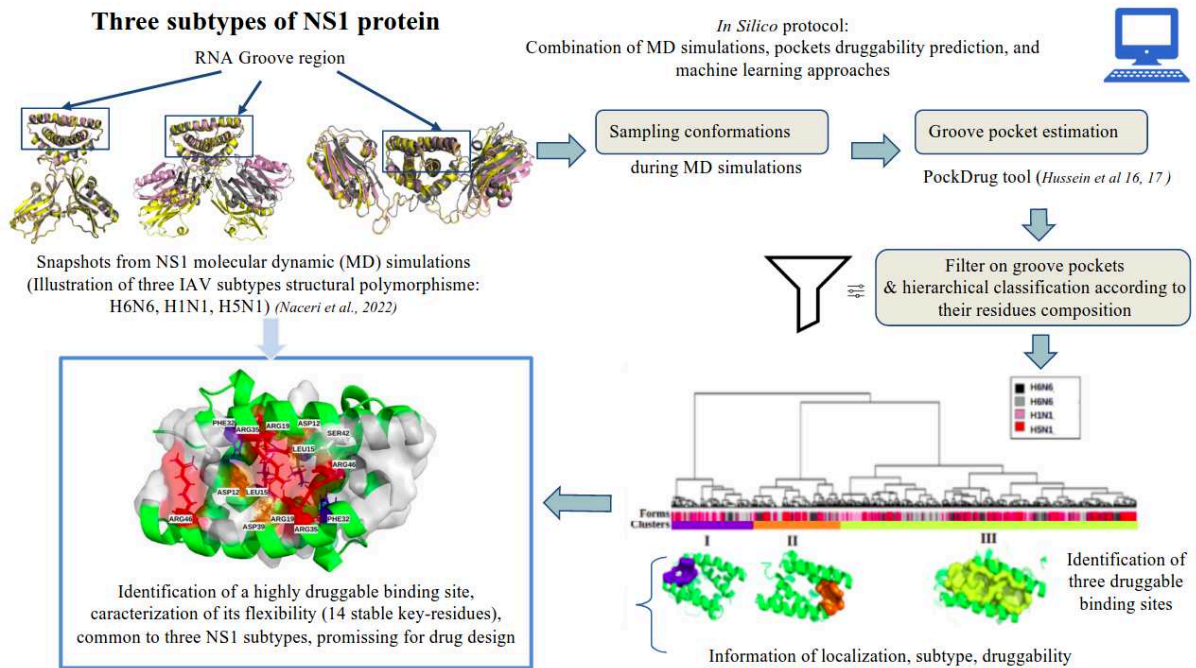 Three subtypes of NS1 protein
RNA Groove region
In Silico protocol:
Combination of MD simulations, pockets druggability prediction, and
machine learning approaches
Sampling conformations
during MD simulations
Groove pocket estimation
PockDrug tool (Hussein et al 16, 17 )
Snapshots from NS1 molecular dynamic (MD) simulations
(Illustration of three IAV subtypes structural polymorphisme:
H6N6, H1N1, H5N1) (Naceri et al., 2022)
Filter on groove pockets
& hierarchical classification according to
their residues composition
H6N6
H6N6
H1N1
H5N1
Forms
Clusters
I
II
III
Identification of
three druggable
binding sites
Information of localization, subtype, druggability
PHE32
ARG35
ARG19
ASP12
SER42
LEU15
ARG46
ASP12
LEU15
ARG46
ASP39
ARG19
ARG35
PHE32
Identification of a highly druggable binding site,
caracterization of its flexibility (14 stable key-residues),
common to three NS1 subtypes, promissing for drug design